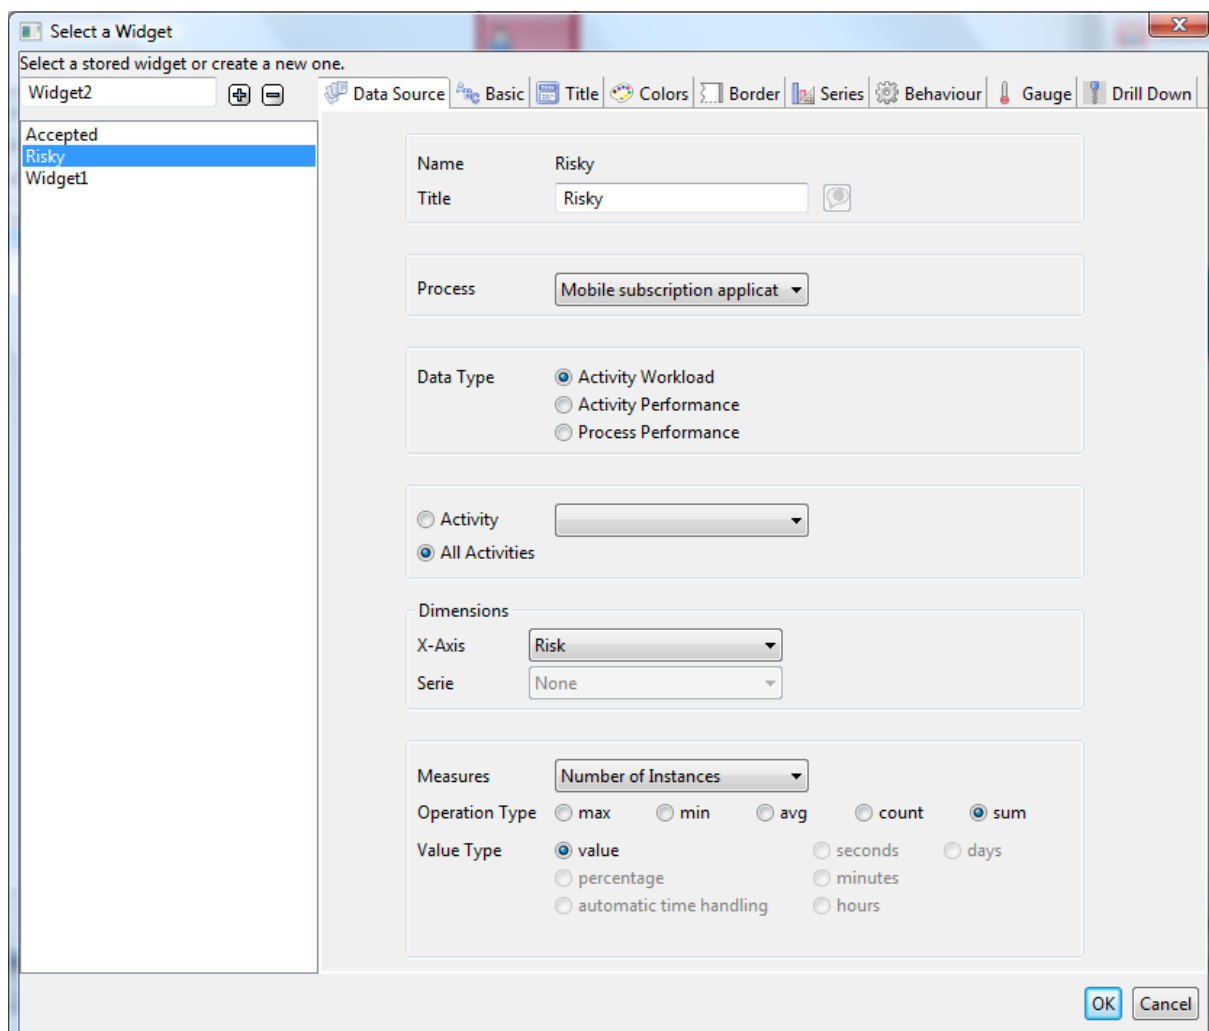 Select a Widget
Select a stored widget or create a new one.
Widget2
Data Source Basic Title Colors Border Series Behaviour Gauge Drill Down
Accepted
Risky
Widget1
Name Risky
Title Risky
Process Mobile subscription applicat
Data Type Activity Workload
Activity Performance
Process Performance
Activity
All Activities
Dimensions
X-Axis Risk
Serie None
Measures Number of Instances
Operation Type max min avg count sum
Value Type value seconds days
percentage minutes
automatic time handling hours
OK Cancel